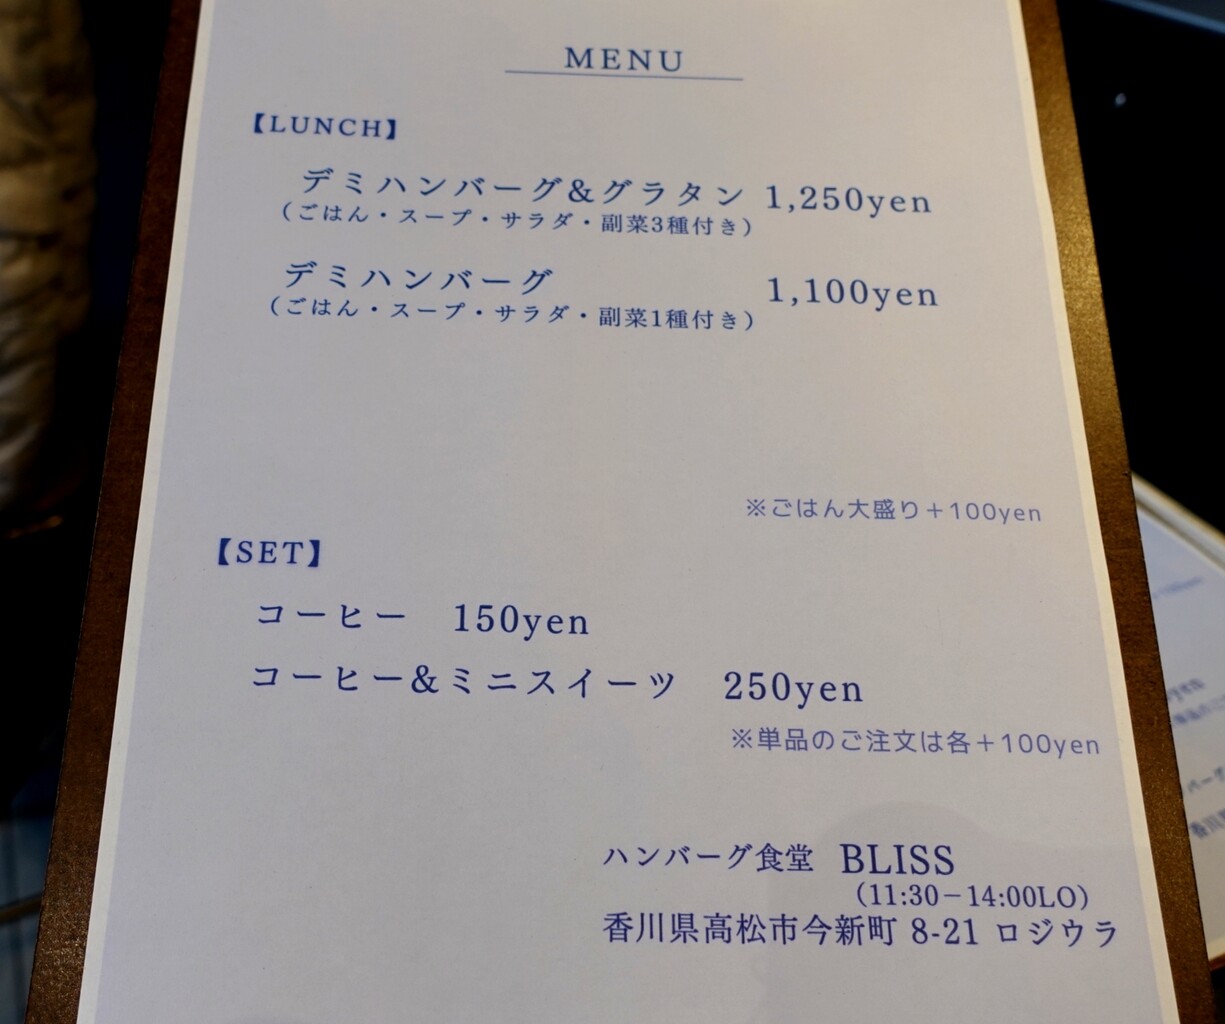 MENU
【LUNCH】
デミハンバーグ&グラタン 1,250yen
（ごはん・スープ・サラダ・副菜3種付き）
デミハンバーグ 1,100yen
（ごはん・スープ・サラダ・副菜1種付き）
※ごはん大盛り＋100yen
【SET】
コーヒー 150yen
コーヒー&ミニスイーツ 250yen
※単品のご注文は各＋100yen
ハンバーグ食堂 BLISS
（11:30－14:00LO）
香川県高松市今新町 8-21 ロジウラ